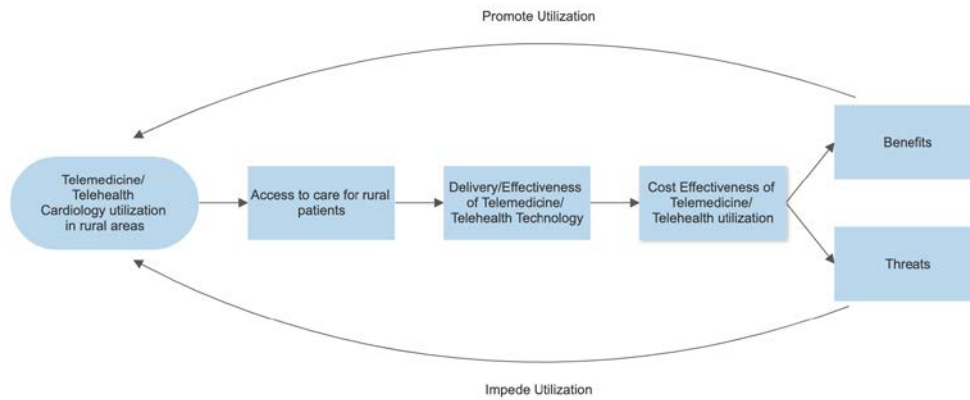 Promote Utilization
Telemedicine/
Telehealth
Cardiology utilization
in rural areas
Access to care for rural
patients
Delivery/Effectiveness
of Telemedicine/
Telehealth Technology
Cost Effectiveness of
Telemedicine/
Telehealth utilization
Benefits
Threats
Impede Utilization